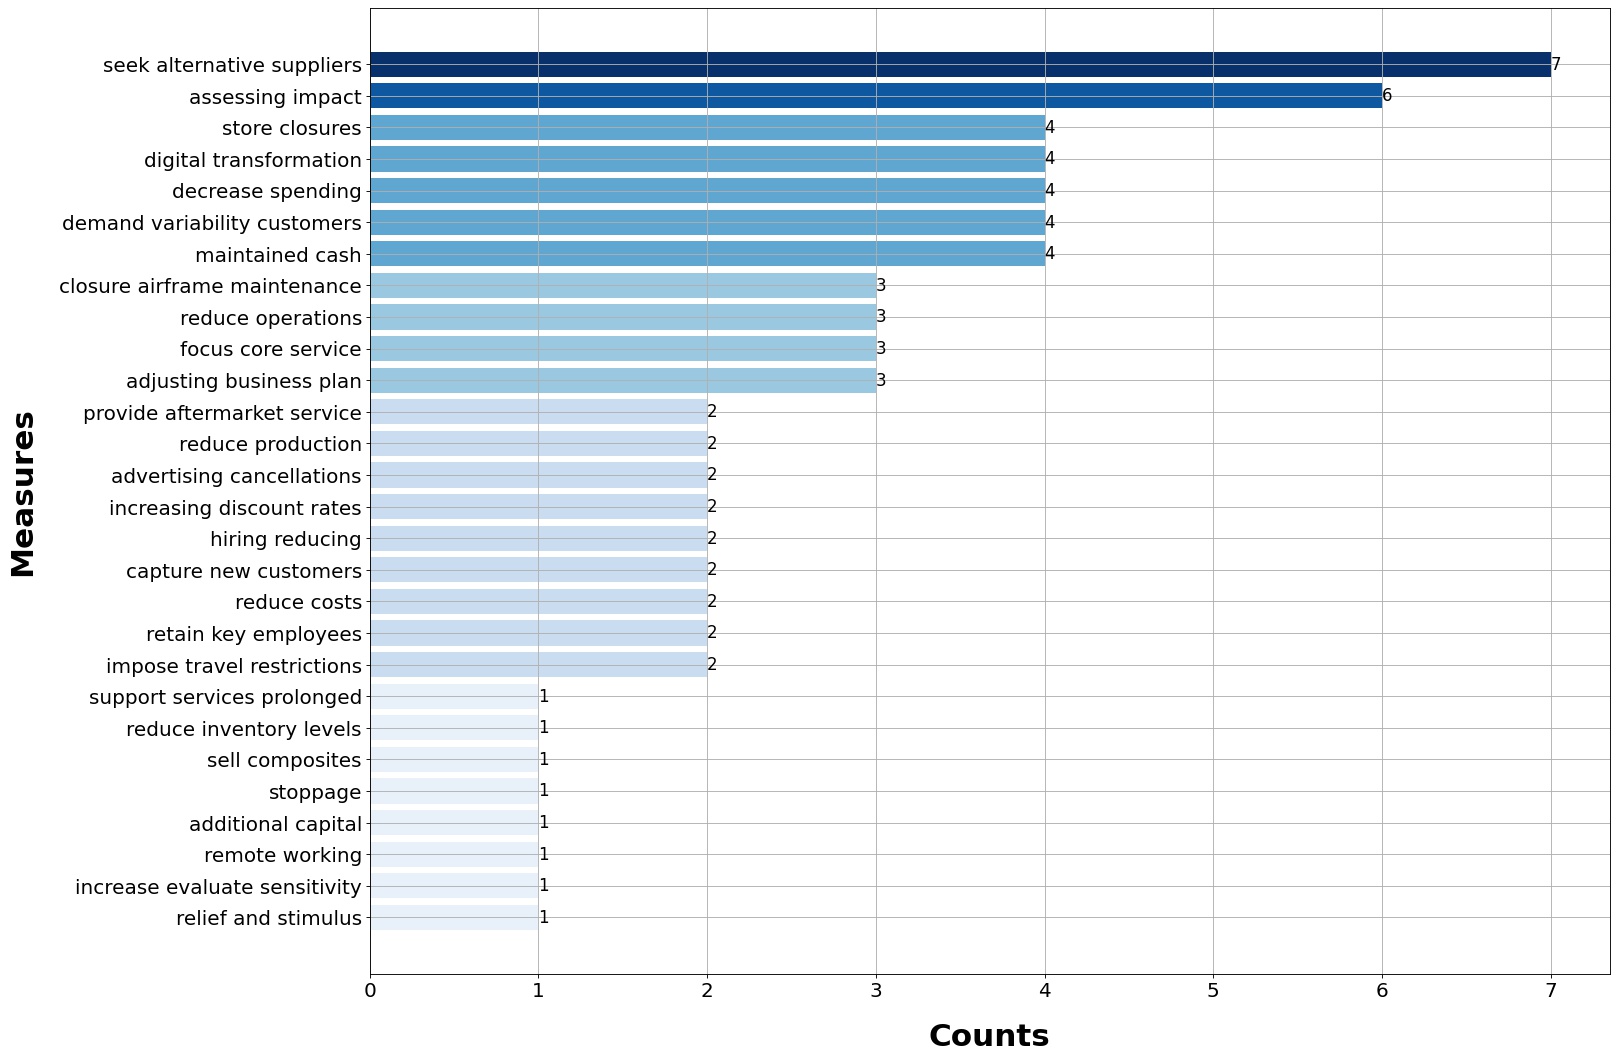 seek alternative suppliers 7
assessing impact 6
store closures 4
digital transformation 4
decrease spending 4
demand variability customers 4
maintained cash 4
closure airframe maintenance 3
reduce operations 3
focus core service 3
adjusting business plan 3
provide aftermarket service 2
reduce production 2
advertising cancellations 2
increasing discount rates 2
hiring reducing 2
capture new customers 2
reduce costs 2
retain key employees 2
impose travel restrictions 2
support services prolonged 1
reduce inventory levels 1
sell composites 1
stoppage 1
additional capital 1
remote working 1
increase evaluate sensitivity 1
relief and stimulus 1
Measures
0 1 2 3 4 5 6 7
Counts